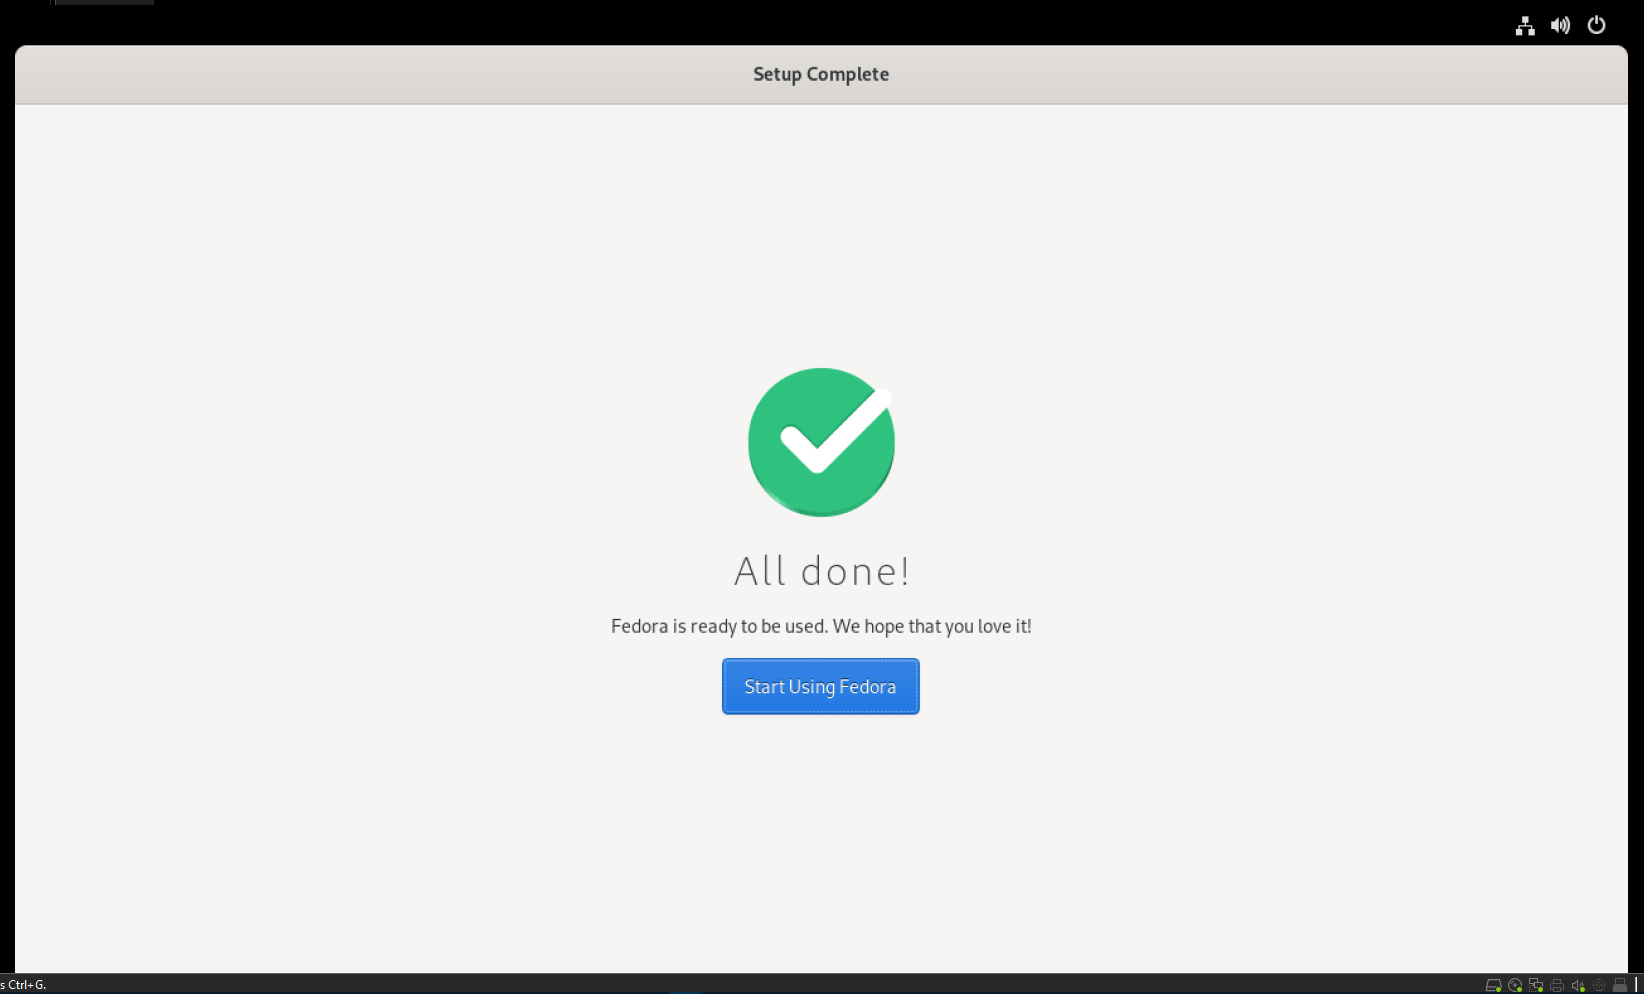 Setup Complete
All done!
Fedora is ready to be used. We hope that you love it!
Start Using Fedora
s Ctrl+G.